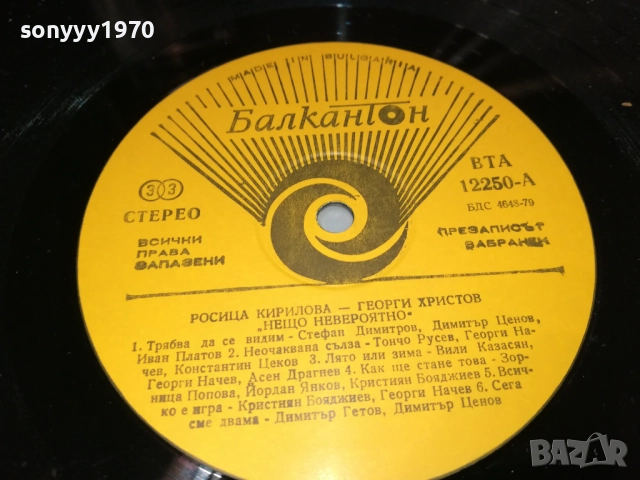 sonyyy1970
MADE IN BULGARIA
Балкантон
33
СТЕРЕО
ВСИЧКИ
ПРАВА
ЗАПАЗЕНИ
ВТА
12250-А
БДС 4648-79
ПРЕЗАПИСЪТ
ЗАБРАНЕН
РОСИЦА КИРИЛОВА — ГЕОРГИ ХРИСТОВ
„НЕЩО НЕВЕРОЯТНО“
1. Трябва да се видим - Стефан Димитров, Димитър Ценов,
Иван Платов 2. Неочаквана сълза - Тончо Русев, Георги На-
чев, Константин Цеков 3. Лято или зима - Вили Казасян,
Георги Начев, Асен Драгнев 4. Как ще стане това - Зор-
ница Попова, Йордан Янков, Кристиян Бояджиев 5. Всич-
ко е игра - Кристиян Бояджиев, Георги Начев 6. Сега
сме двама - Димитър Гетов, Димитър Ценов
BAZAR